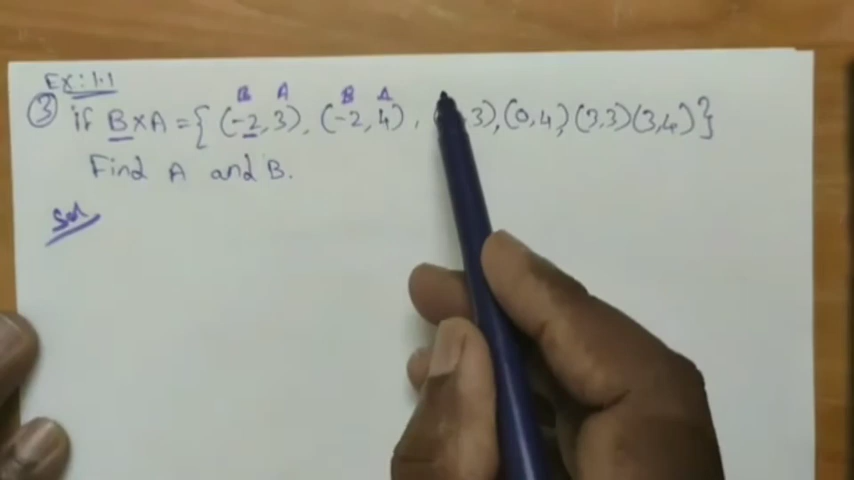 Ex:1.1
B A B A
③ If B×A={(-2,3), (-2,4), ( ,3), (0,4), (3,3)(3,4)}
Find A and B.
Sol